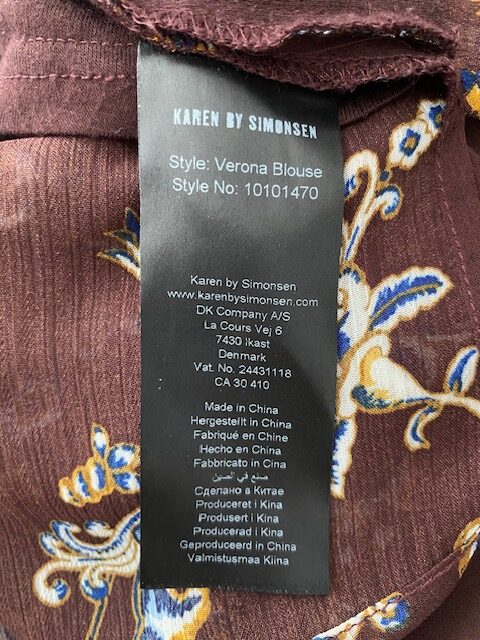 KAREN BY SIMONSEN
Style: Verona Blouse
Style No: 10101470
Karen by Simonsen
www.karenbysimonsen.com
DK Company A/S
La Cours Vej 6
7430 Ikast
Denmark
Vat. No. 24431118
CA 30 410
Made in China
Hergestellt in China
Fabriqué en Chine
Hecho en China
Fabbricato in Cina
صنع في الصين
Сделано в Китае
Produceret i Kina
Produsert i Kina
Producerad i Kina
Geproduceerd in China
Valmistusmaa Kiina